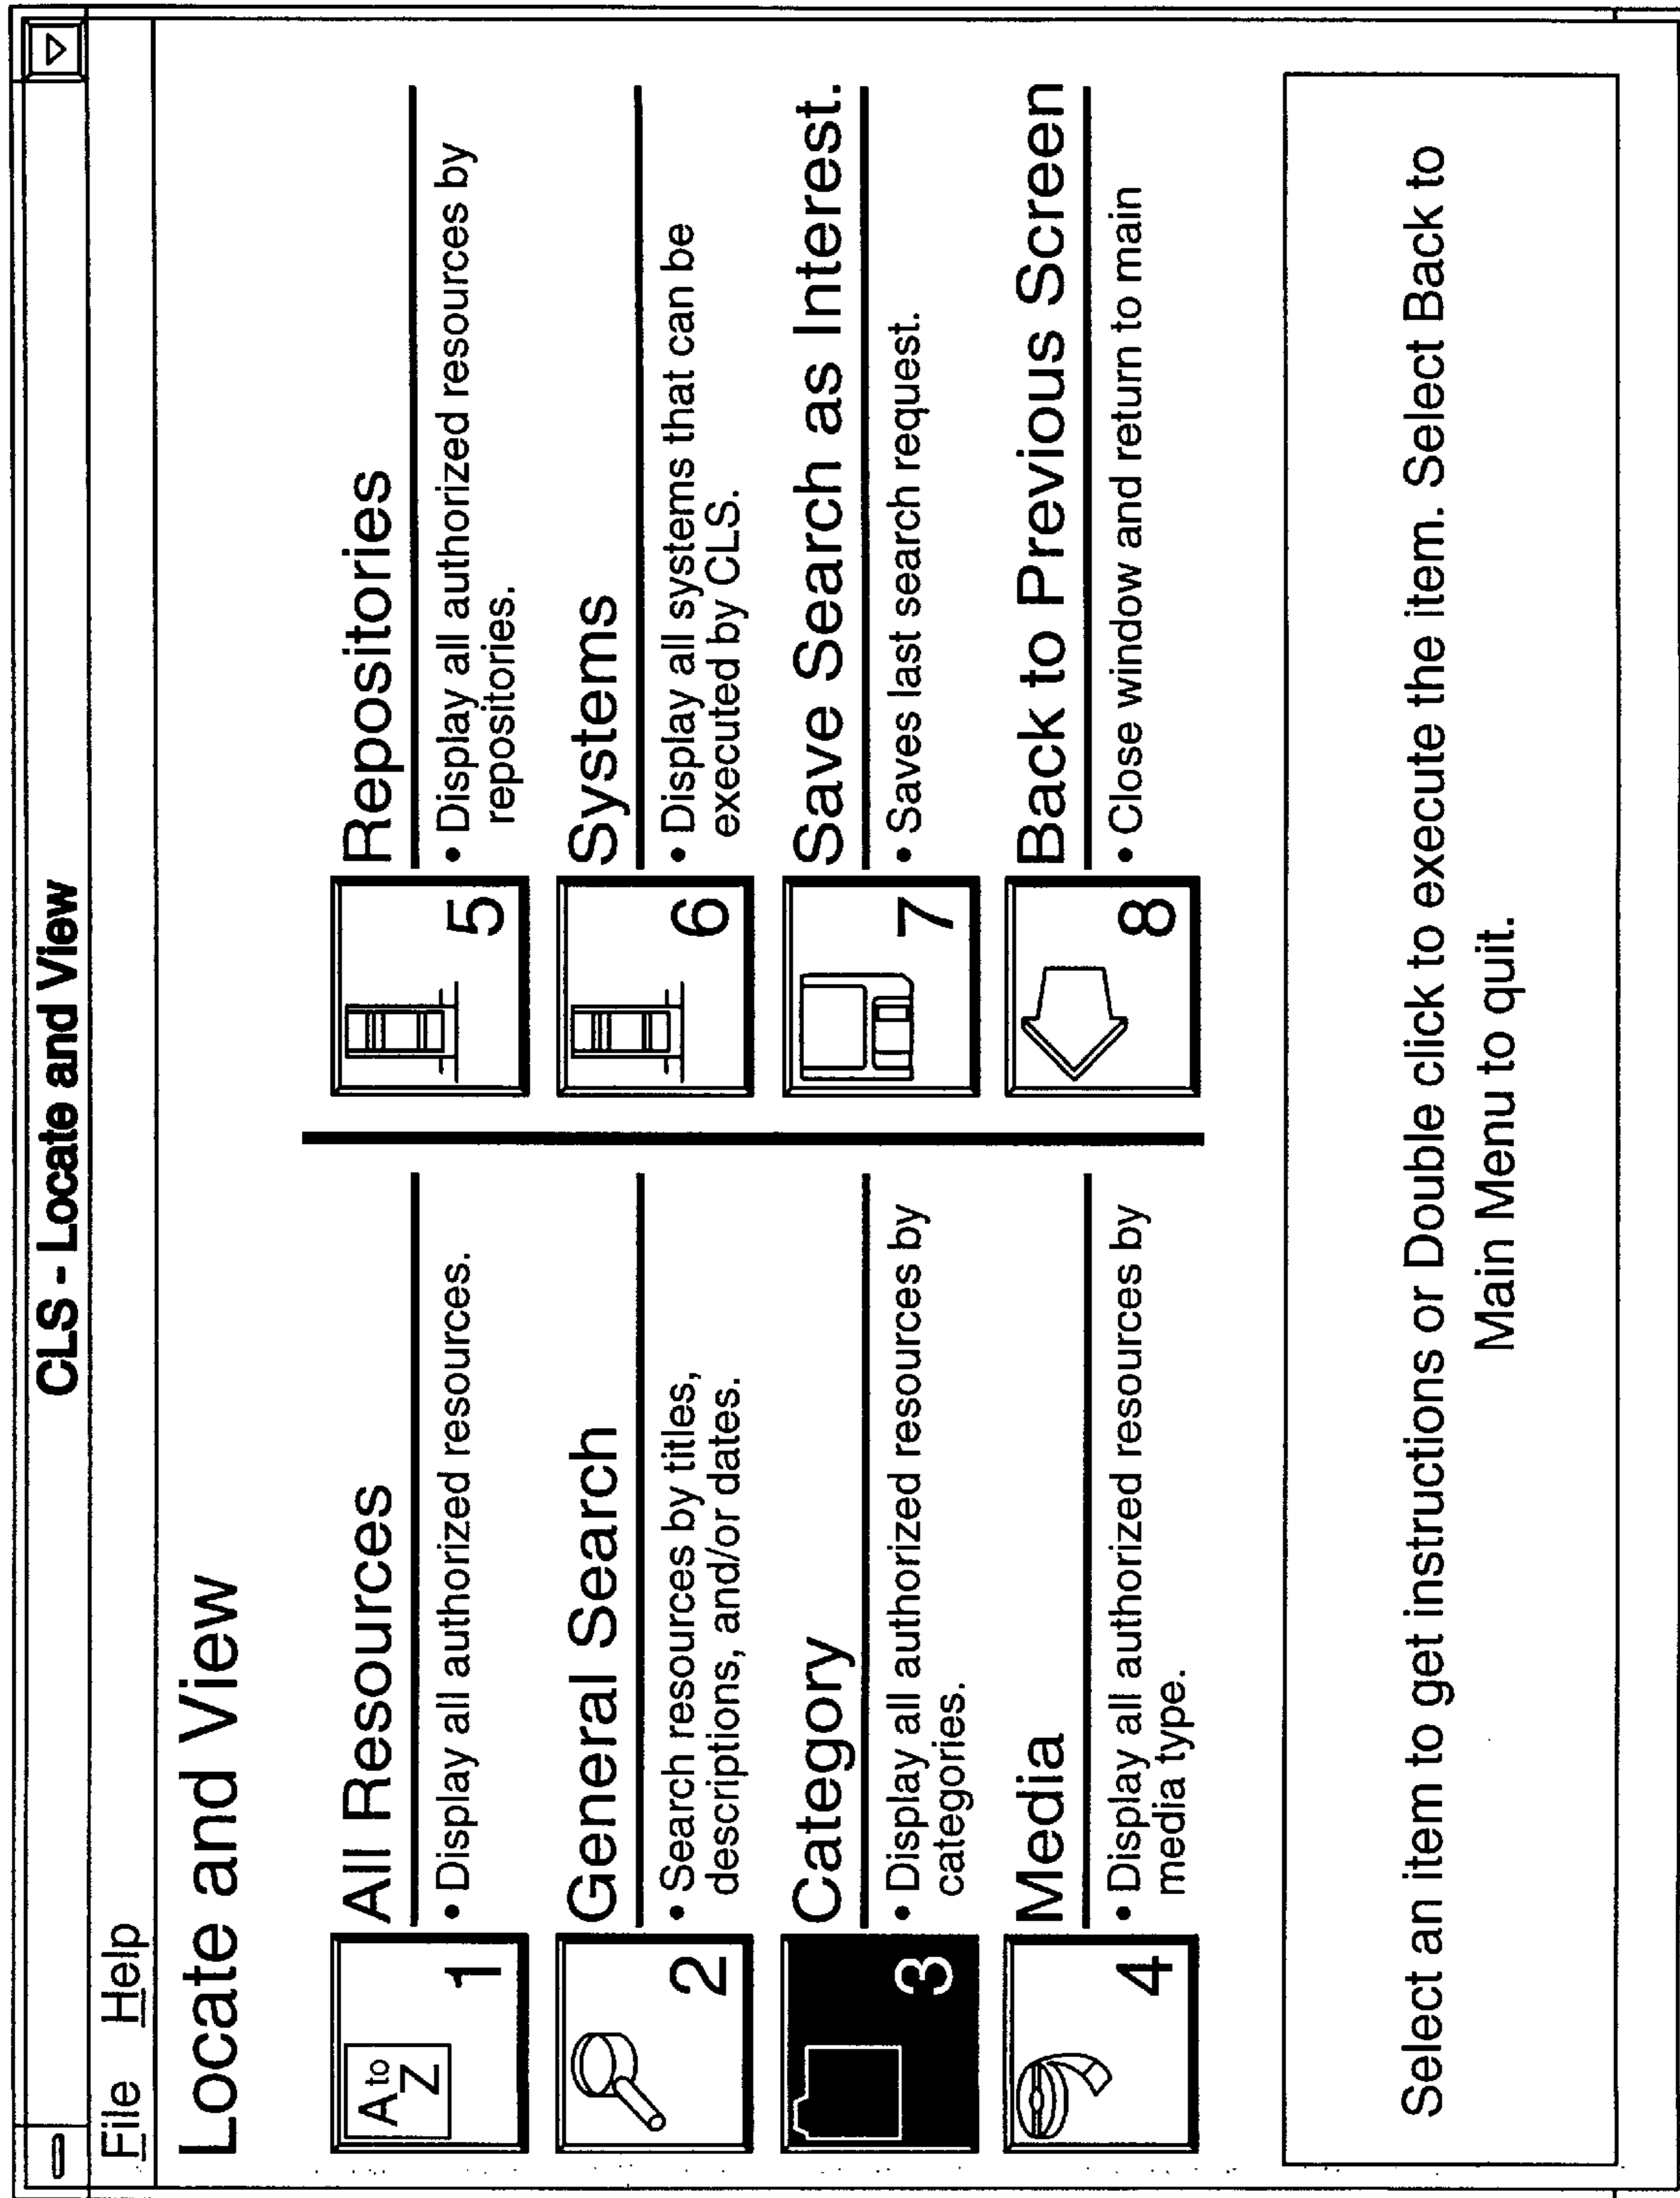 CLS - Locate and View
File Help
Locate and View
A to
Z
1
All Resources
• Display all authorized resources.
2
General Search
• Search resources by titles,
descriptions, and/or dates.
3
Category
• Display all authorized resources by
categories.
4
Media
• Display all authorized resources by
media type.
5
Repositories
• Display all authorized resources by
repositories.
6
Systems
• Display all systems that can be
executed by CLS.
7
Save Search as Interest.
• Saves last search request.
8
Back to Previous Screen
• Close window and return to main
Select an item to get instructions or Double click to execute the item. Select Back to
Main Menu to quit.